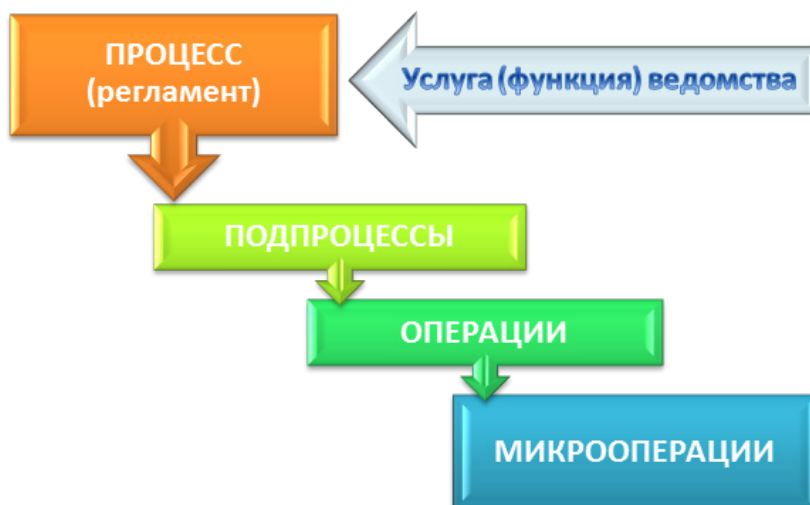 ПРОЦЕСС
(регламент)
Услуга (функция) ведомства
ПОДПРОЦЕССЫ
ОПЕРАЦИИ
МИКРООПЕРАЦИИ